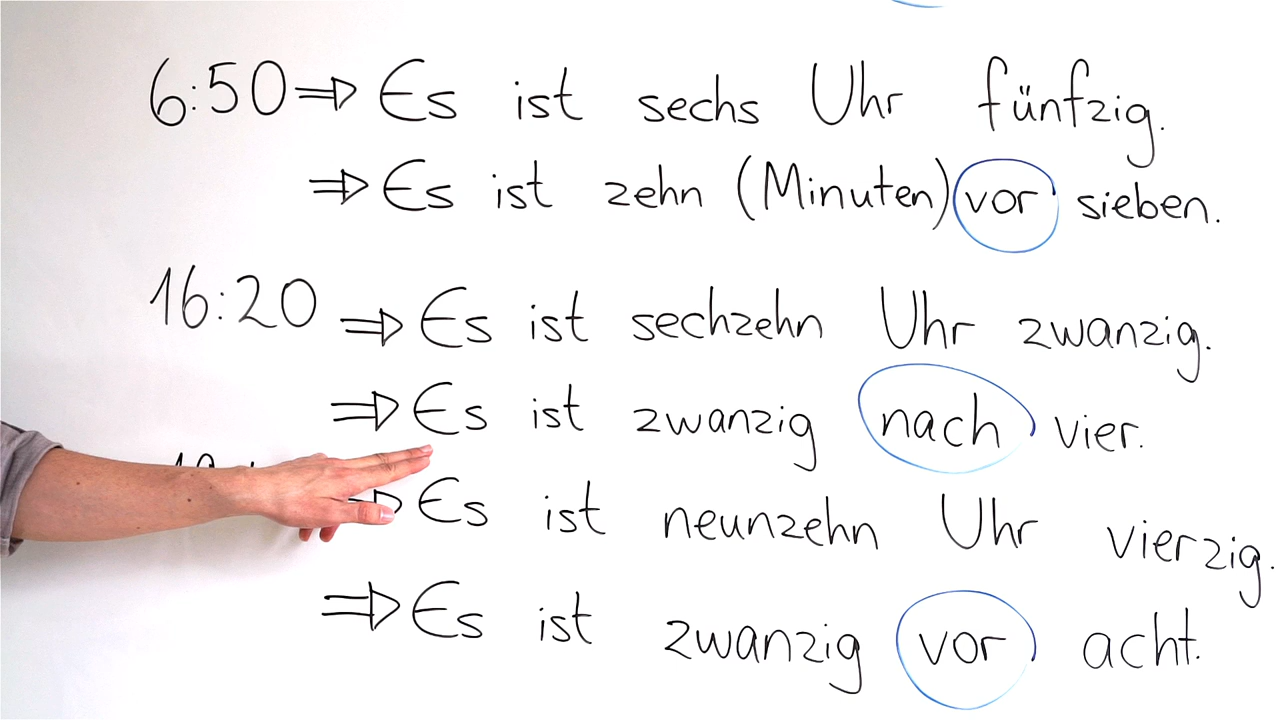 6:50 ⇒ Es ist sechs Uhr fünfzig.
⇒ Es ist zehn (Minuten) vor sieben.
16:20 ⇒ Es ist sechzehn Uhr zwanzig.
⇒ Es ist zwanzig nach vier.
⇒ Es ist neunzehn Uhr vierzig.
⇒ Es ist zwanzig vor acht.